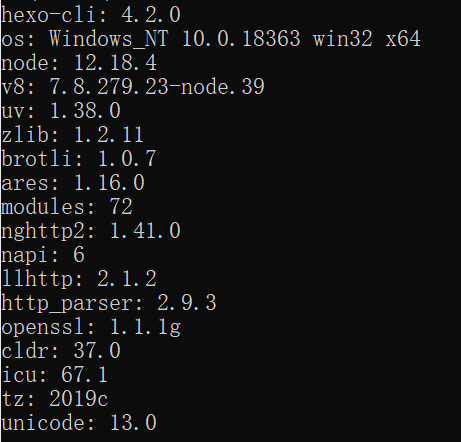 hexo-cli: 4.2.0
os: Windows_NT 10.0.18363 win32 x64
node: 12.18.4
v8: 7.8.279.23-node.39
uv: 1.38.0
zlib: 1.2.11
brotli: 1.0.7
ares: 1.16.0
modules: 72
nghttp2: 1.41.0
napi: 6
llhttp: 2.1.2
http_parser: 2.9.3
openssl: 1.1.1g
cldr: 37.0
icu: 67.1
tz: 2019c
unicode: 13.0